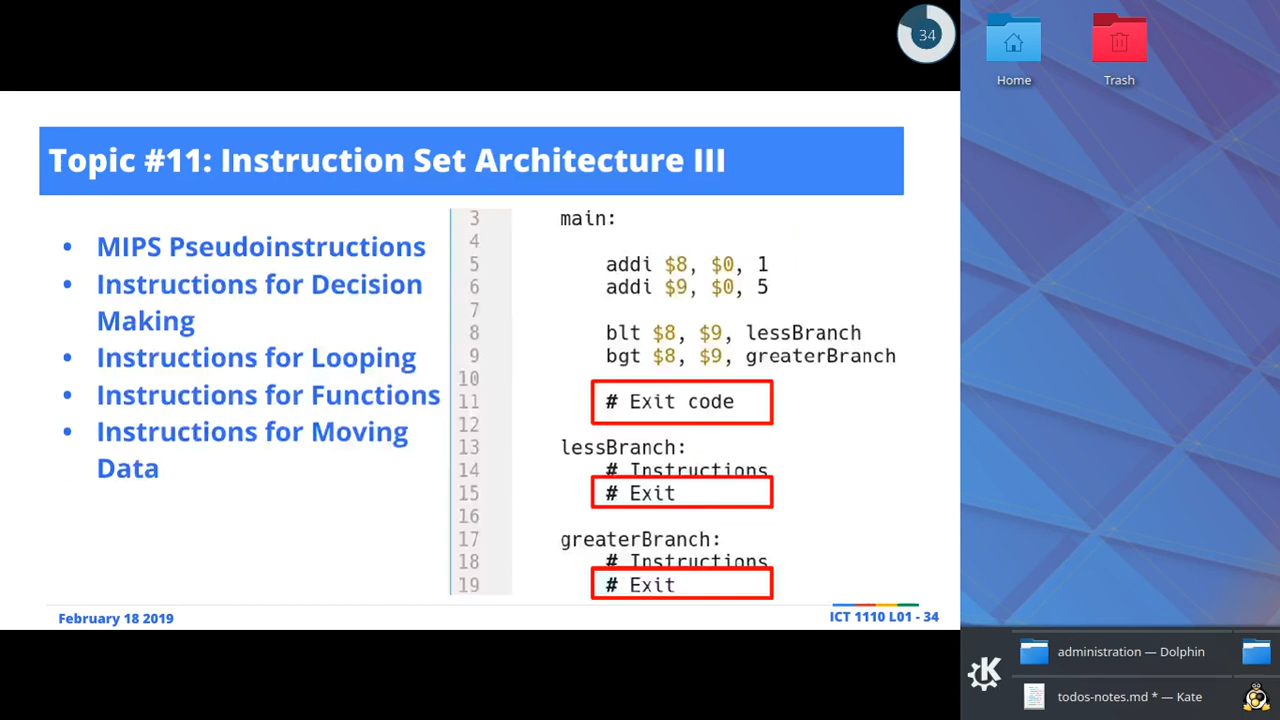 34
Home
Trash
Topic #11: Instruction Set Architecture III
• MIPS Pseudoinstructions
• Instructions for Decision
Making
• Instructions for Looping
• Instructions for Functions
• Instructions for Moving
Data
3 main:
4
5 addi $8, $0, 1
6 addi $9, $0, 5
7
8 blt $8, $9, lessBranch
9 bgt $8, $9, greaterBranch
10
11 # Exit code
12
13 lessBranch:
14 # Instructions
15 # Exit
16
17 greaterBranch:
18 # Instructions
19 # Exit
February 18 2019
ICT 1110 L01 - 34
administration — Dolphin
todos-notes.md * — Kate